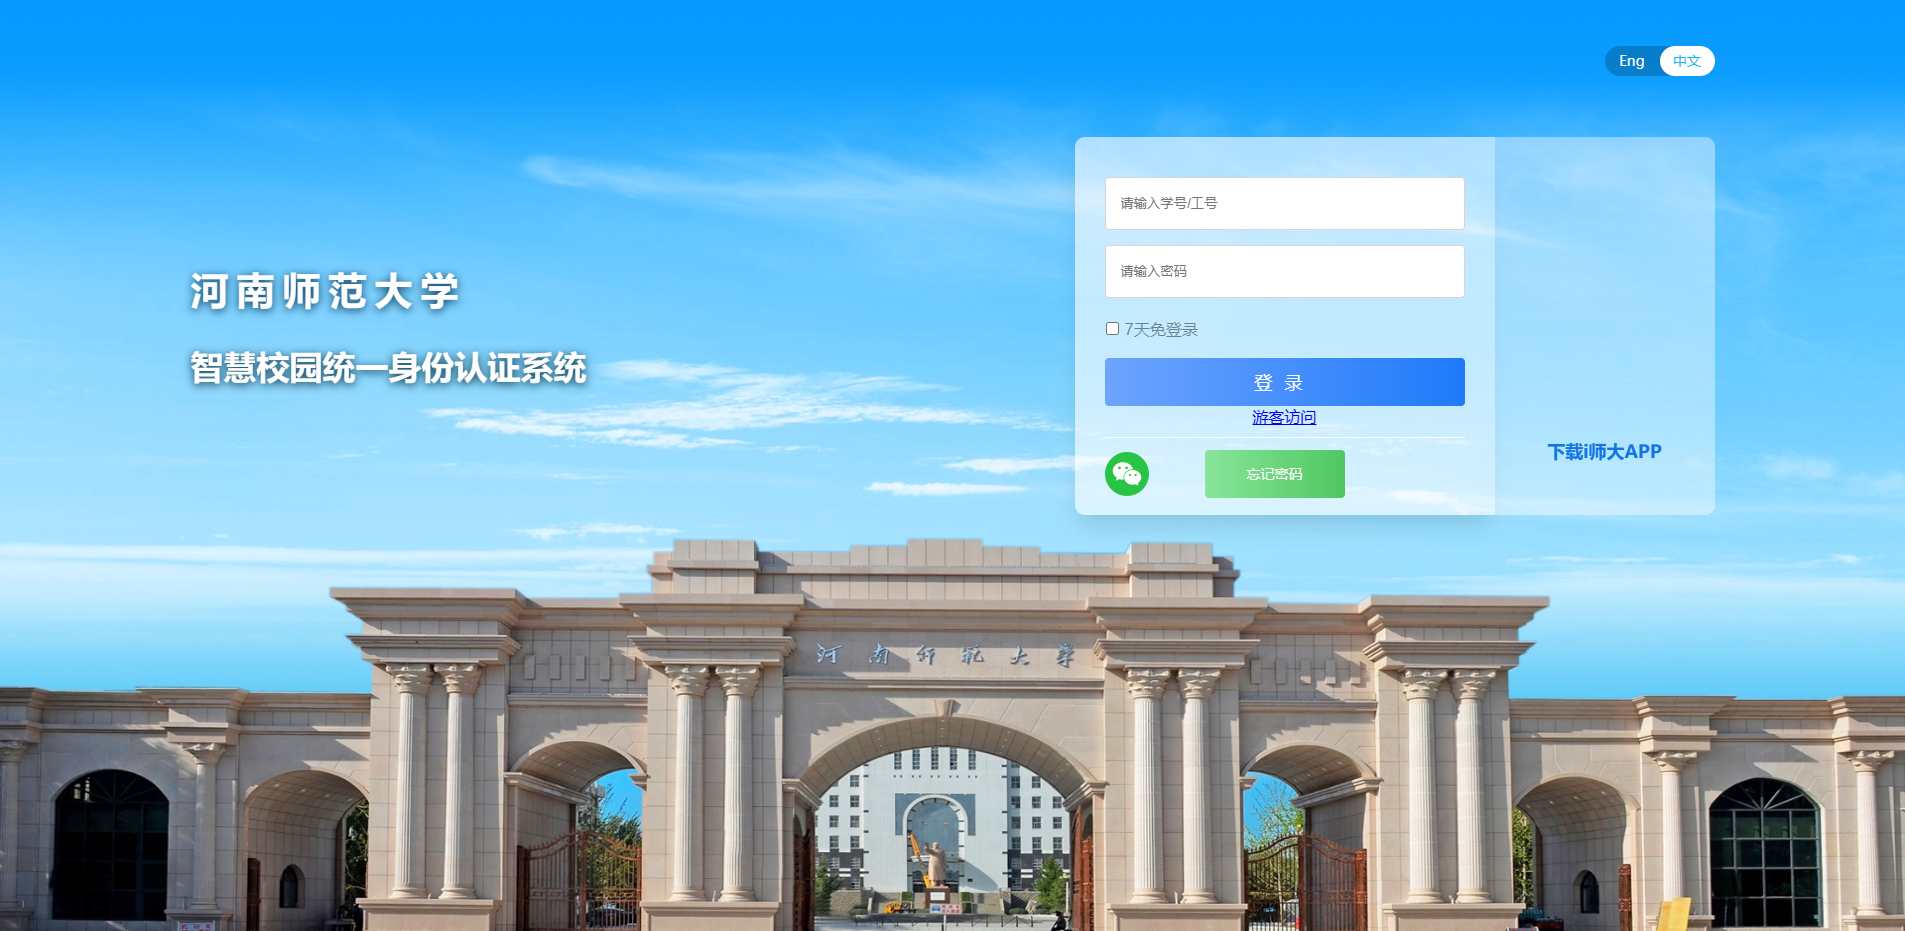 Eng 中文
请输入学号/工号
请输入密码
河南师范大学
7天免登录
智慧校园统一身份认证系统
登 录
游客访问
下载i师大APP
忘记密码
河南师范大学